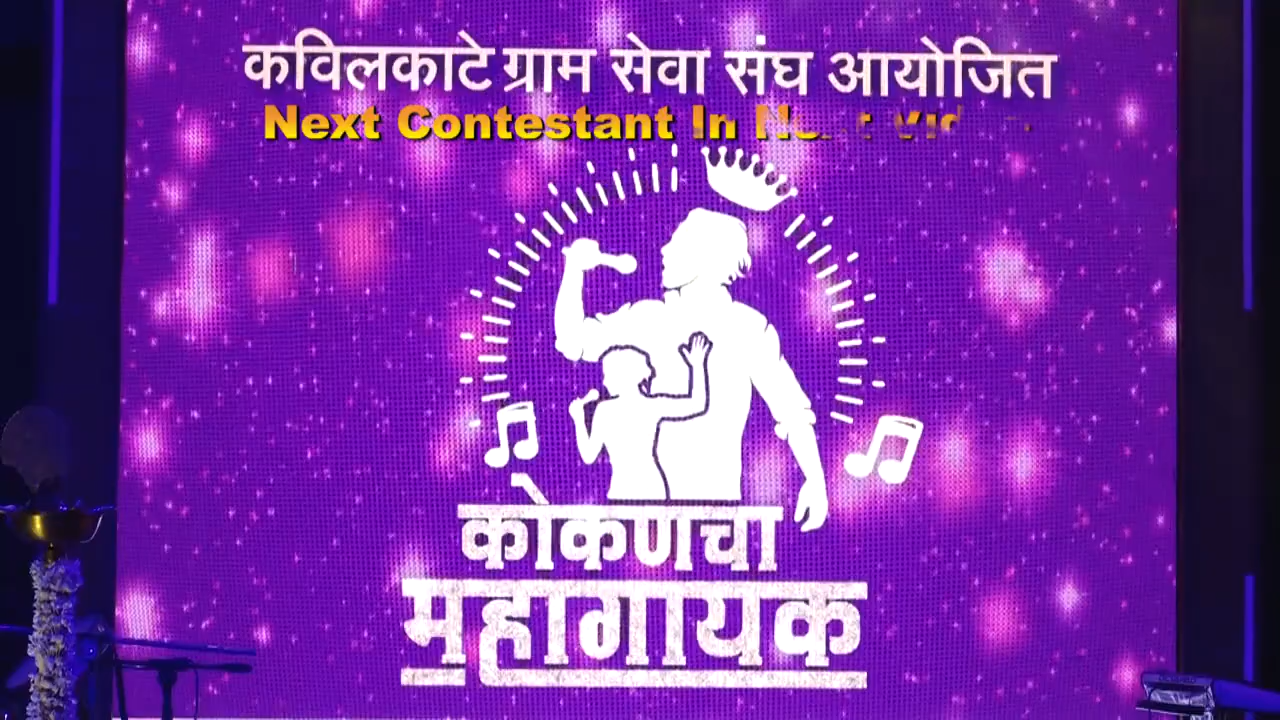 कविलकाटे ग्राम सेवा संघ आयोजित
Next Contestant In
कोकणचा
महागायक